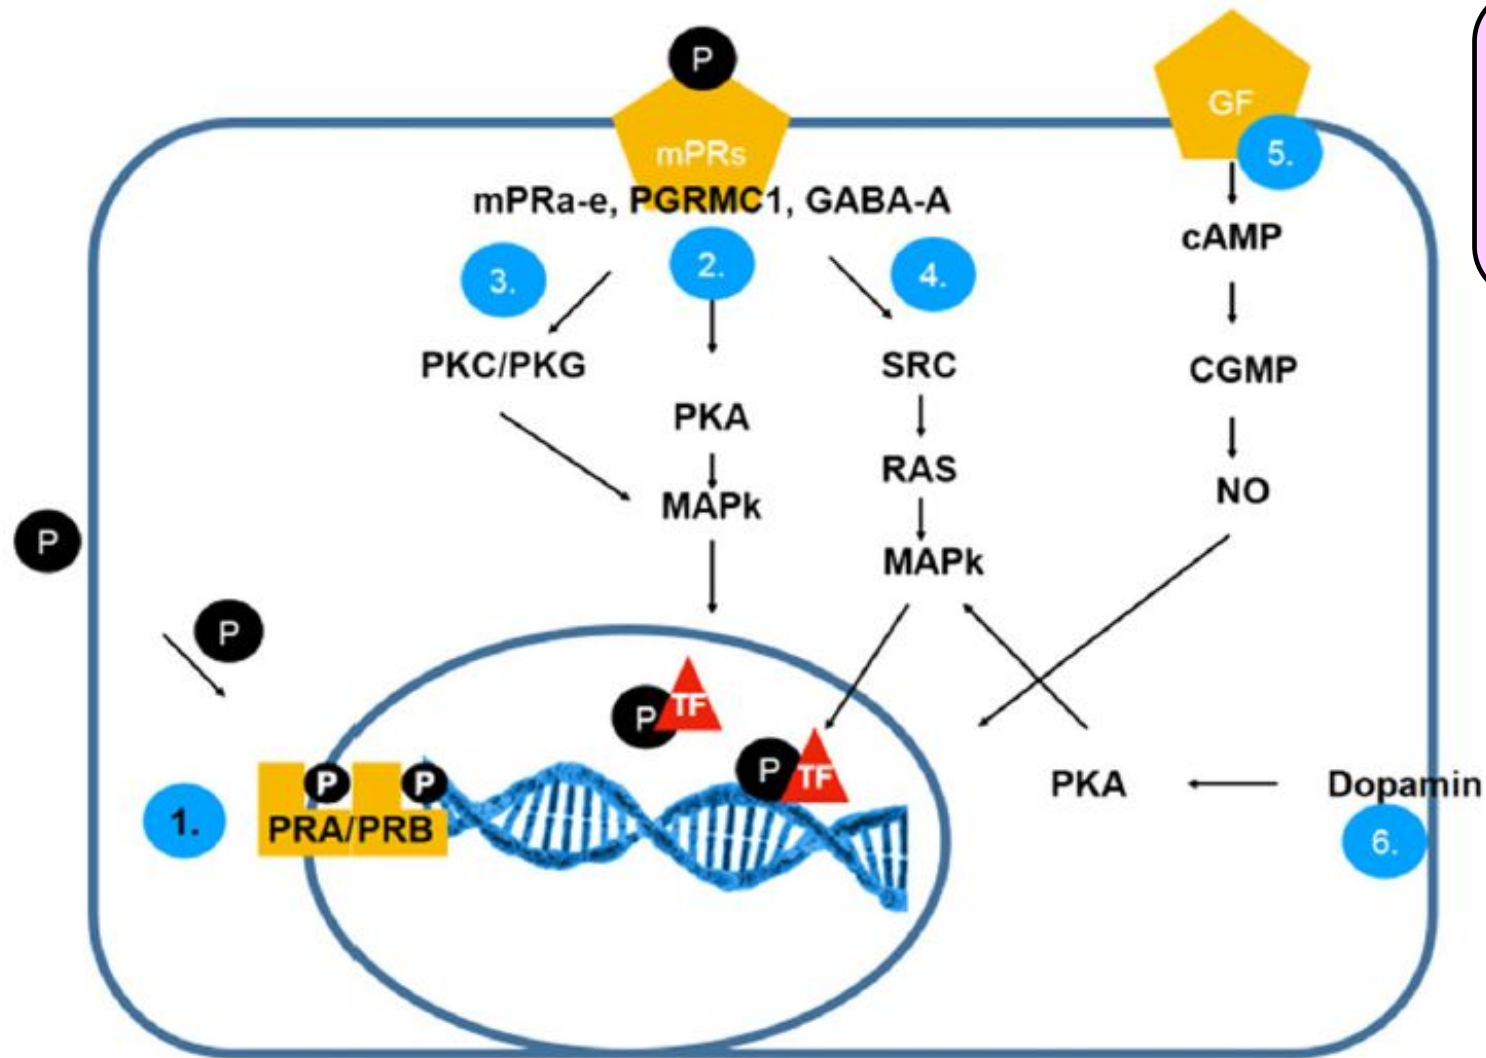 P
GF
mPRs
5.
mPRa-e, PGRMC1, GABA-A
cAMP
3.
2.
4.
PKC/PKG
SRC
CGMP
PKA
RAS
NO
MAPk
P
MAPk
P
P
TF
P
TF
P
P
PKA
Dopamin
1.
PRA/PRB
6.